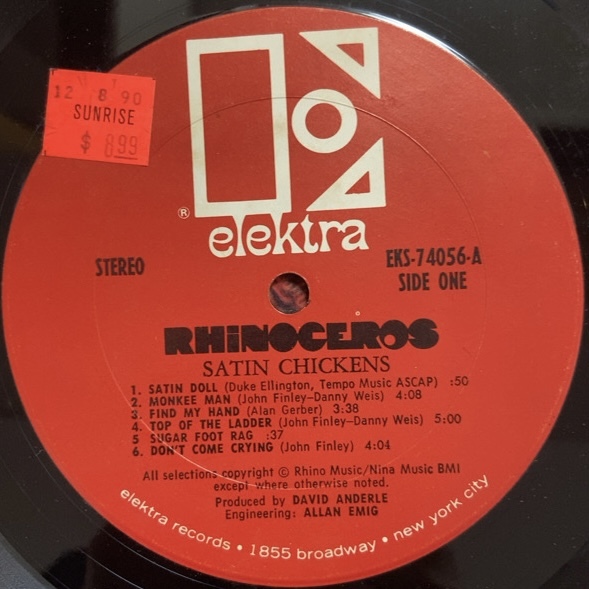 12 8 90
SUNRISE
$ 8.99
®
elektra
STEREO
EKS-74056-A
SIDE ONE
RHINOCEROS
SATIN CHICKENS
1. SATIN DOLL (Duke Ellington, Tempo Music ASCAP) :50
2. MONKEE MAN (John Finley–Danny Weis) 4:08
3. FIND MY HAND (Alan Gerber) 3:38
4. TOP OF THE LADDER (John Finley–Danny Weis) 5:00
5 SUGAR FOOT RAG :37
6. DON'T COME CRYING (John Finley) 4:04
All selections copyright © Rhino Music/Nina Music BMI
except where otherwise noted.
Produced by DAVID ANDERLE
Engineering: ALLAN EMIG
elektra records • 1855 broadway • new york city